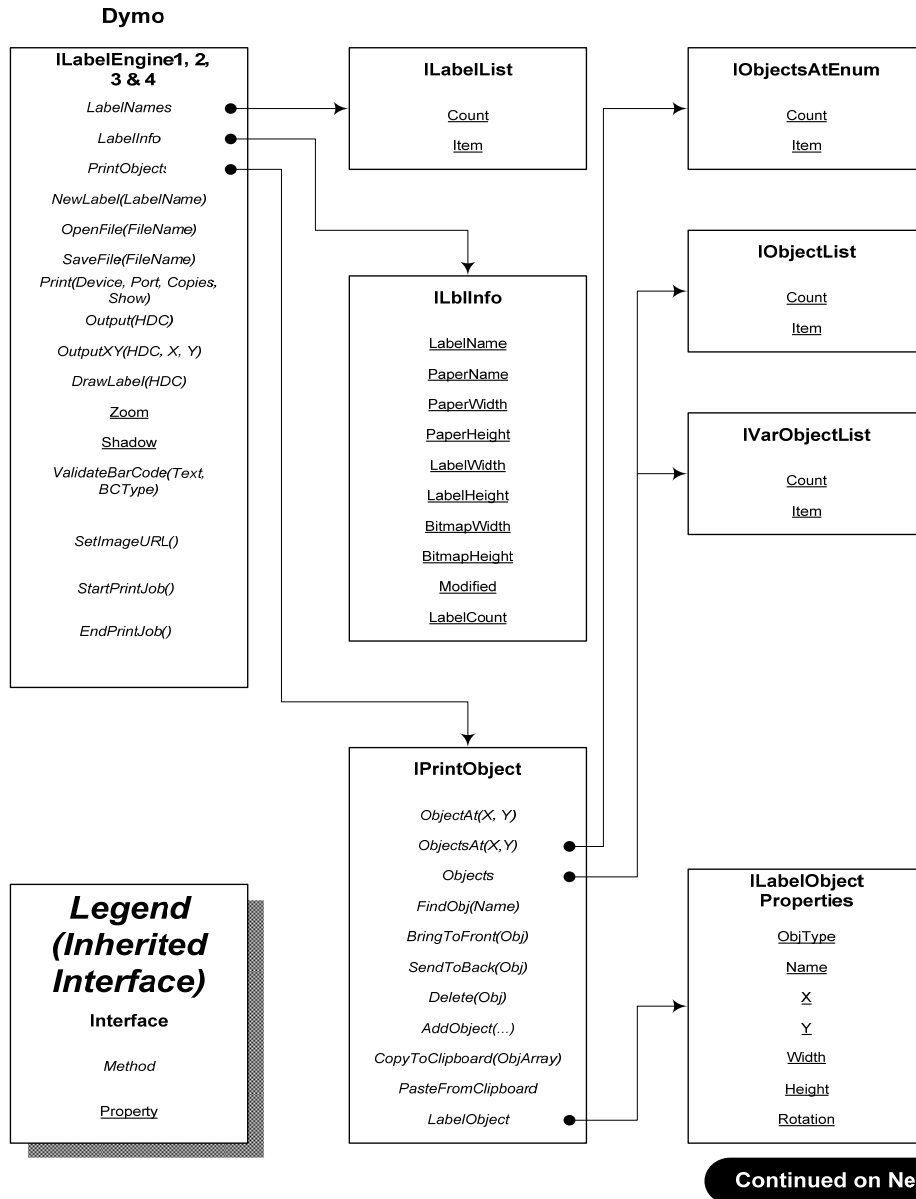 Dymo
ILabelEngine1, 2,
3 & 4
LabelNames
LabelInfo
PrintObjects
NewLabel(LabelName)
OpenFile(FileName)
SaveFile(FileName)
Print(Device, Port, Copies,
Show)
Output(HDC)
OutputXY(HDC, X, Y)
DrawLabel(HDC)
Zoom
Shadow
ValidateBarCode(Text,
BCType)
SetImageURL()
StartPrintJob()
EndPrintJob()
ILabelList
Count
Item
ILblInfo
LabelName
PaperName
PaperWidth
PaperHeight
LabelWidth
LabelHeight
BitmapWidth
BitmapHeight
Modified
LabelCount
IPrintObject
ObjectAt(X, Y)
ObjectsAt(X,Y)
Objects
FindObj(Name)
BringToFront(Obj)
SendToBack(Obj)
Delete(Obj)
AddObject(...)
CopyToClipboard(ObjArray)
PasteFromClipboard
LabelObject
IObjectsAtEnum
Count
Item
IObjectList
Count
Item
IVarObjectList
Count
Item
ILabelObject
Properties
ObjType
Name
X
Y
Width
Height
Rotation
Legend
(Inherited
Interface)
Interface
Method
Property
Continued on Ne